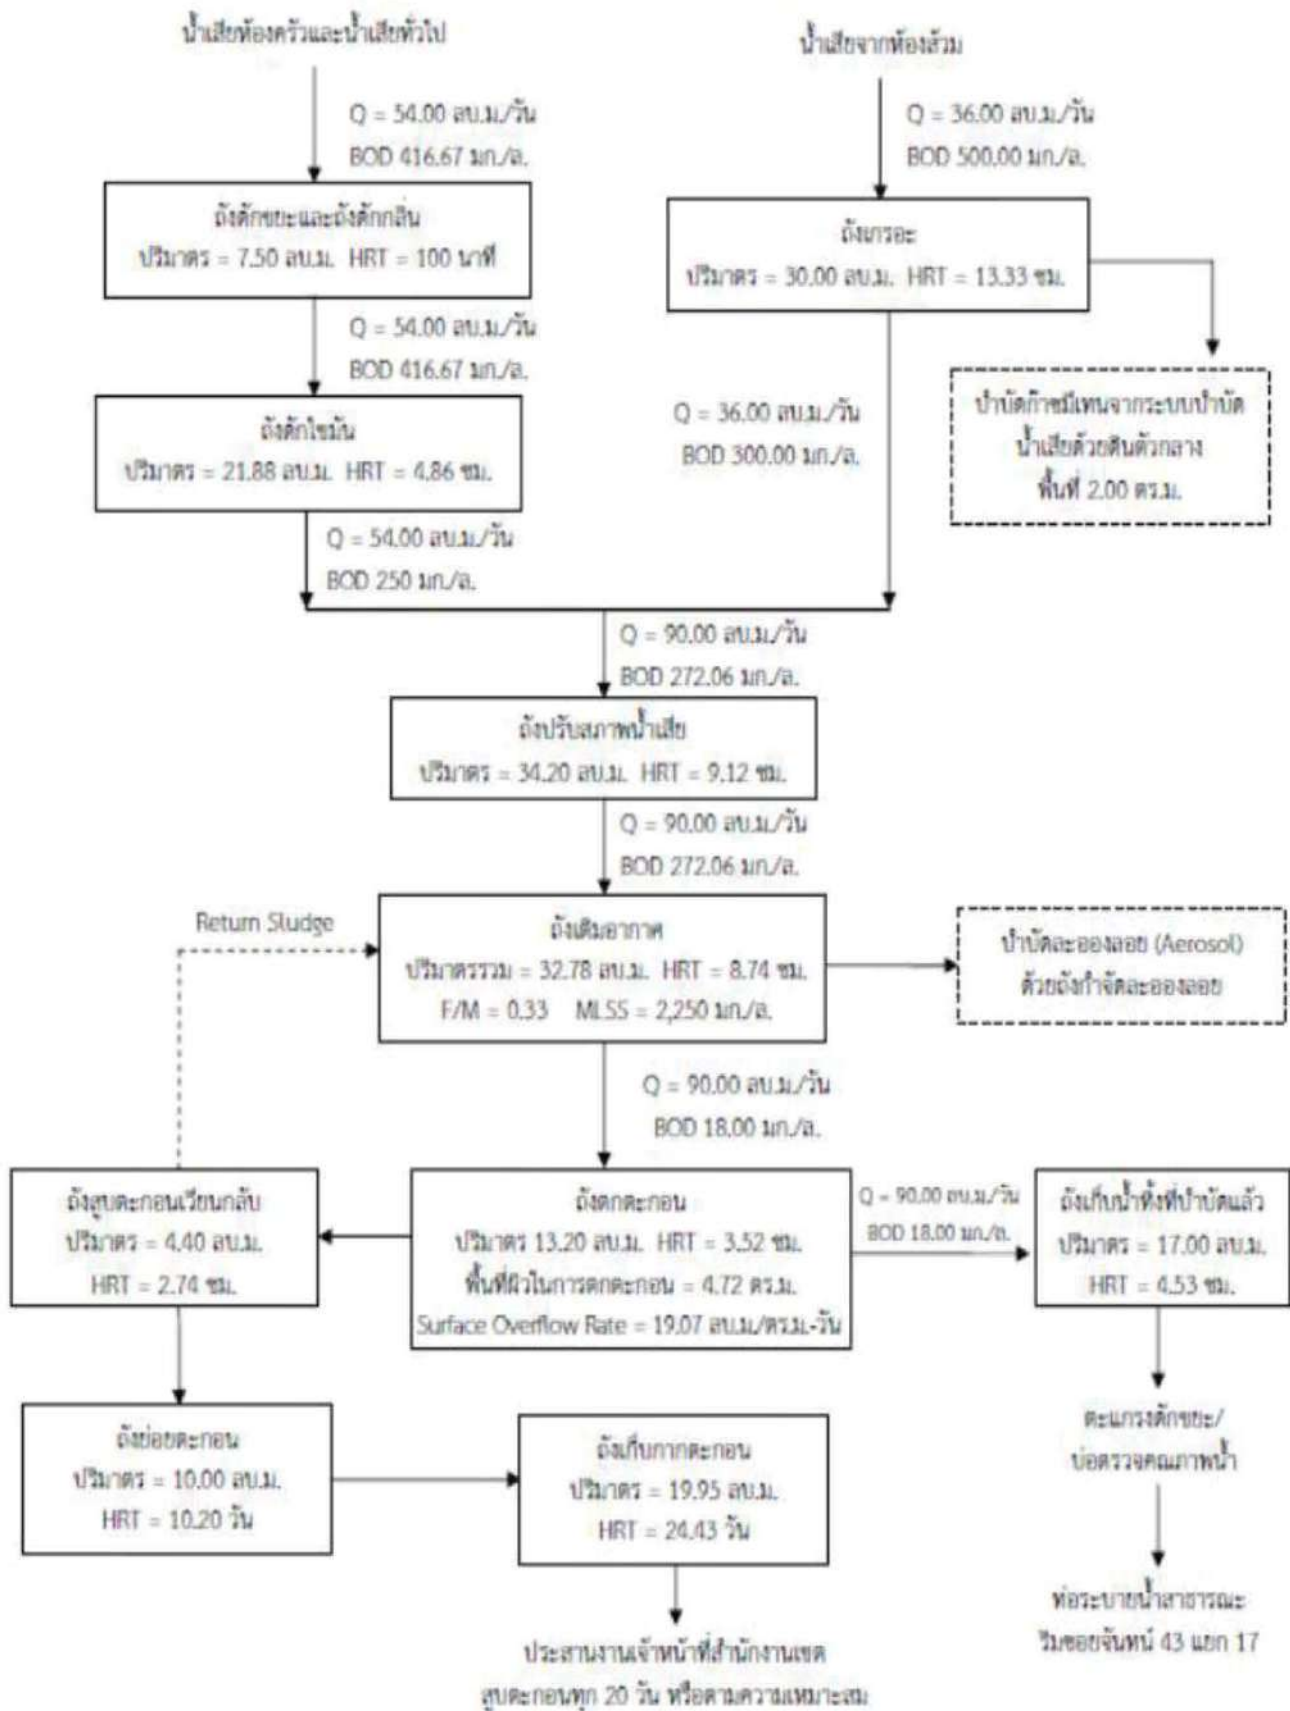 น้ำเสียห้องครัวและน้ำเสียทั่วไป
น้ำเสียจากห้องส้วม
Q = 54.00 ลบ.ม./วัน
BOD 416.67 มก./ล.
Q = 36.00 ลบ.ม./วัน
BOD 500.00 มก./ล.
ถังดักขยะและถังดักกลิ่น
ปริมาตร = 7.50 ลบ.ม. HRT = 100 นาที
ถังเกรอะ
ปริมาตร = 30.00 ลบ.ม. HRT = 13.33 ชม.
Q = 54.00 ลบ.ม./วัน
BOD 416.67 มก./ล.
ถังดักไขมัน
ปริมาตร = 21.88 ลบ.ม. HRT = 4.86 ชม.
Q = 36.00 ลบ.ม./วัน
BOD 300.00 มก./ล.
บำบัดก๊าซมีเทนจากระบบบำบัด
น้ำเสียด้วยดินตัวกลาง
พื้นที่ 2.00 ตร.ม.
Q = 54.00 ลบ.ม./วัน
BOD 250 มก./ล.
Q = 90.00 ลบ.ม./วัน
BOD 272.06 มก./ล.
ถังปรับสภาพน้ำเสีย
ปริมาตร = 34.20 ลบ.ม. HRT = 9.12 ชม.
Q = 90.00 ลบ.ม./วัน
BOD 272.06 มก./ล.
Return Sludge
ถังเติมอากาศ
ปริมาตรรวม = 32.78 ลบ.ม. HRT = 8.74 ชม.
F/M = 0.33 MLSS = 2,250 มก./ล.
บำบัดละอองลอย (Aerosol)
ด้วยถังกำจัดละอองลอย
Q = 90.00 ลบ.ม./วัน
BOD 18.00 มก./ล.
ถังสูบตะกอนเวียนกลับ
ปริมาตร = 4.40 ลบ.ม.
HRT = 2.74 ชม.
ถังตกตะกอน
ปริมาตร 13.20 ลบ.ม. HRT = 3.52 ชม.
พื้นที่ผิวในการตกตะกอน = 4.72 ตร.ม.
Surface Overflow Rate = 19.07 ลบ.ม./ตร.ม.-วัน
Q = 90.00 ลบ.ม./วัน
BOD 18.00 มก./ล.
ถังเก็บน้ำทิ้งที่บำบัดแล้ว
ปริมาตร = 17.00 ลบ.ม.
HRT = 4.53 ชม.
ถังย่อยตะกอน
ปริมาตร = 10.00 ลบ.ม.
HRT = 10.20 วัน
ถังเก็บกากตะกอน
ปริมาตร = 19.95 ลบ.ม.
HRT = 24.43 วัน
ตะแกรงดักขยะ/
บ่อตรวจคุณภาพน้ำ
ท่อระบายน้ำสาธารณะ
ริมซอยจันทน์ 43 แยก 17
ประสานงานเจ้าหน้าที่สำนักงานเขต
สูบตะกอนทุก 20 วัน หรือตามความเหมาะสม